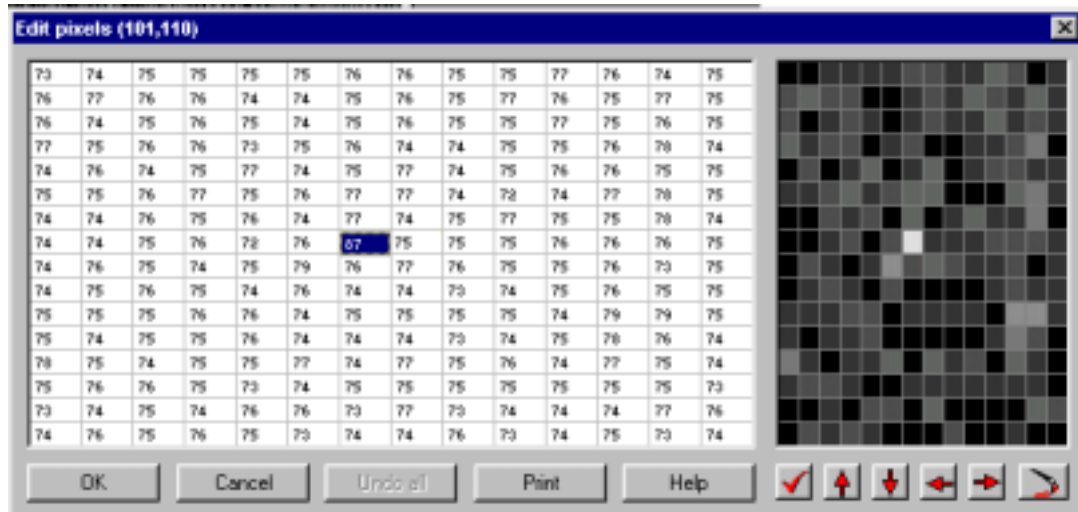 Edit pixels (101,110)
73 74 75 75 75 75 76 76 75 75 77 76 74 75
76 77 76 76 74 74 75 76 75 77 76 75 77 75
76 74 75 76 75 74 75 76 75 75 77 75 76 75
77 75 76 76 73 75 76 74 74 75 75 76 78 74
74 76 74 75 77 74 75 77 74 75 76 76 75 75
75 75 76 77 75 76 77 77 74 72 74 77 78 75
74 74 76 75 76 74 77 74 75 77 75 75 78 74
74 74 75 76 72 76 87 75 75 75 76 76 76 75
74 76 75 74 75 79 76 77 76 75 75 76 73 75
74 75 76 75 74 76 74 74 73 74 75 76 75 75
75 75 75 76 76 74 75 75 75 75 74 79 79 75
75 74 75 75 76 74 74 74 73 74 75 78 76 74
78 75 74 75 75 77 74 77 75 76 74 77 75 74
75 76 76 75 73 74 75 75 75 75 75 75 75 73
73 74 75 74 76 76 73 77 73 74 74 74 77 76
74 76 75 76 75 73 74 74 76 73 74 75 73 74
OK Cancel Undo all Print Help